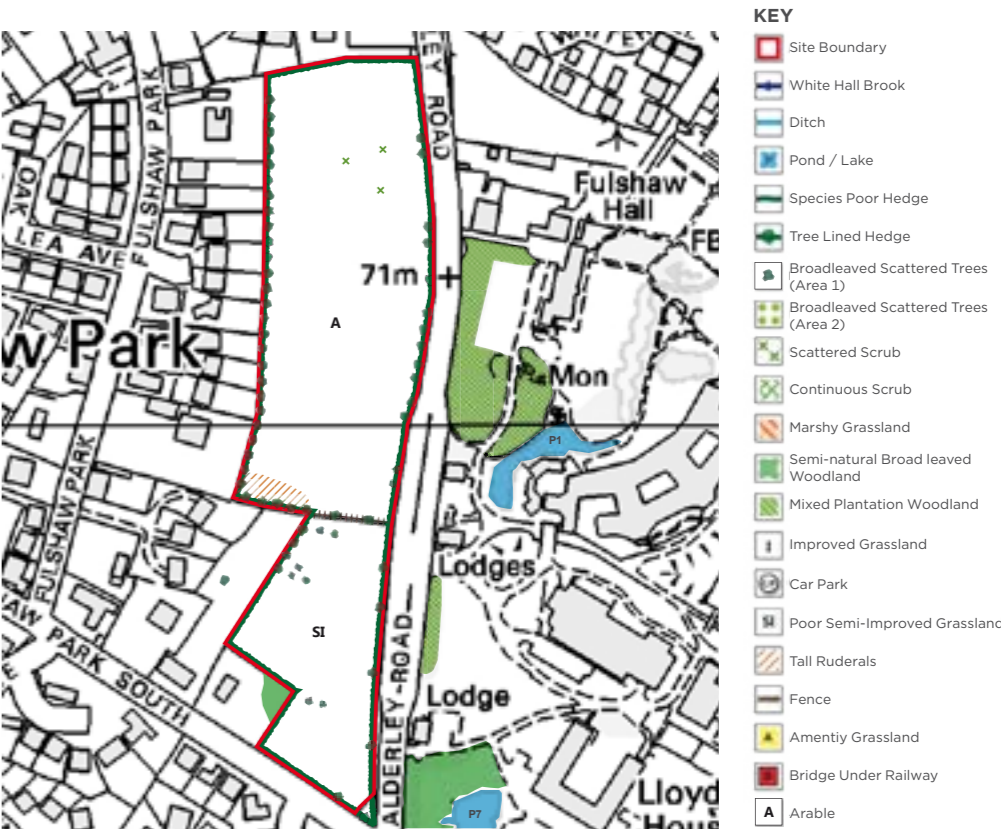 KEY
Site Boundary
White Hall Brook
Ditch
Pond / Lake
Species Poor Hedge
Tree Lined Hedge
Broadleaved Scattered Trees
(Area 1)
Broadleaved Scattered Trees
(Area 2)
Scattered Scrub
Continuous Scrub
Marshy Grassland
Semi-natural Broad leaved
Woodland
Mixed Plantation Woodland
I
Improved Grassland
Car Park
SI
Poor Semi-Improved Grassland
Tall Ruderals
Fence
Amentiy Grassland
Bridge Under Railway
A
Arable
EY ROAD
FULSHAW PARK
OAK
LEA AVE
Fulshaw
Hall
FB
71m
A
w Park
Mon
P1
FULSHAW PARK
Lodges
SI
AW PARK SOUTH
ALDERLEY ROAD
Lodge
P7
Lloyd
Hous